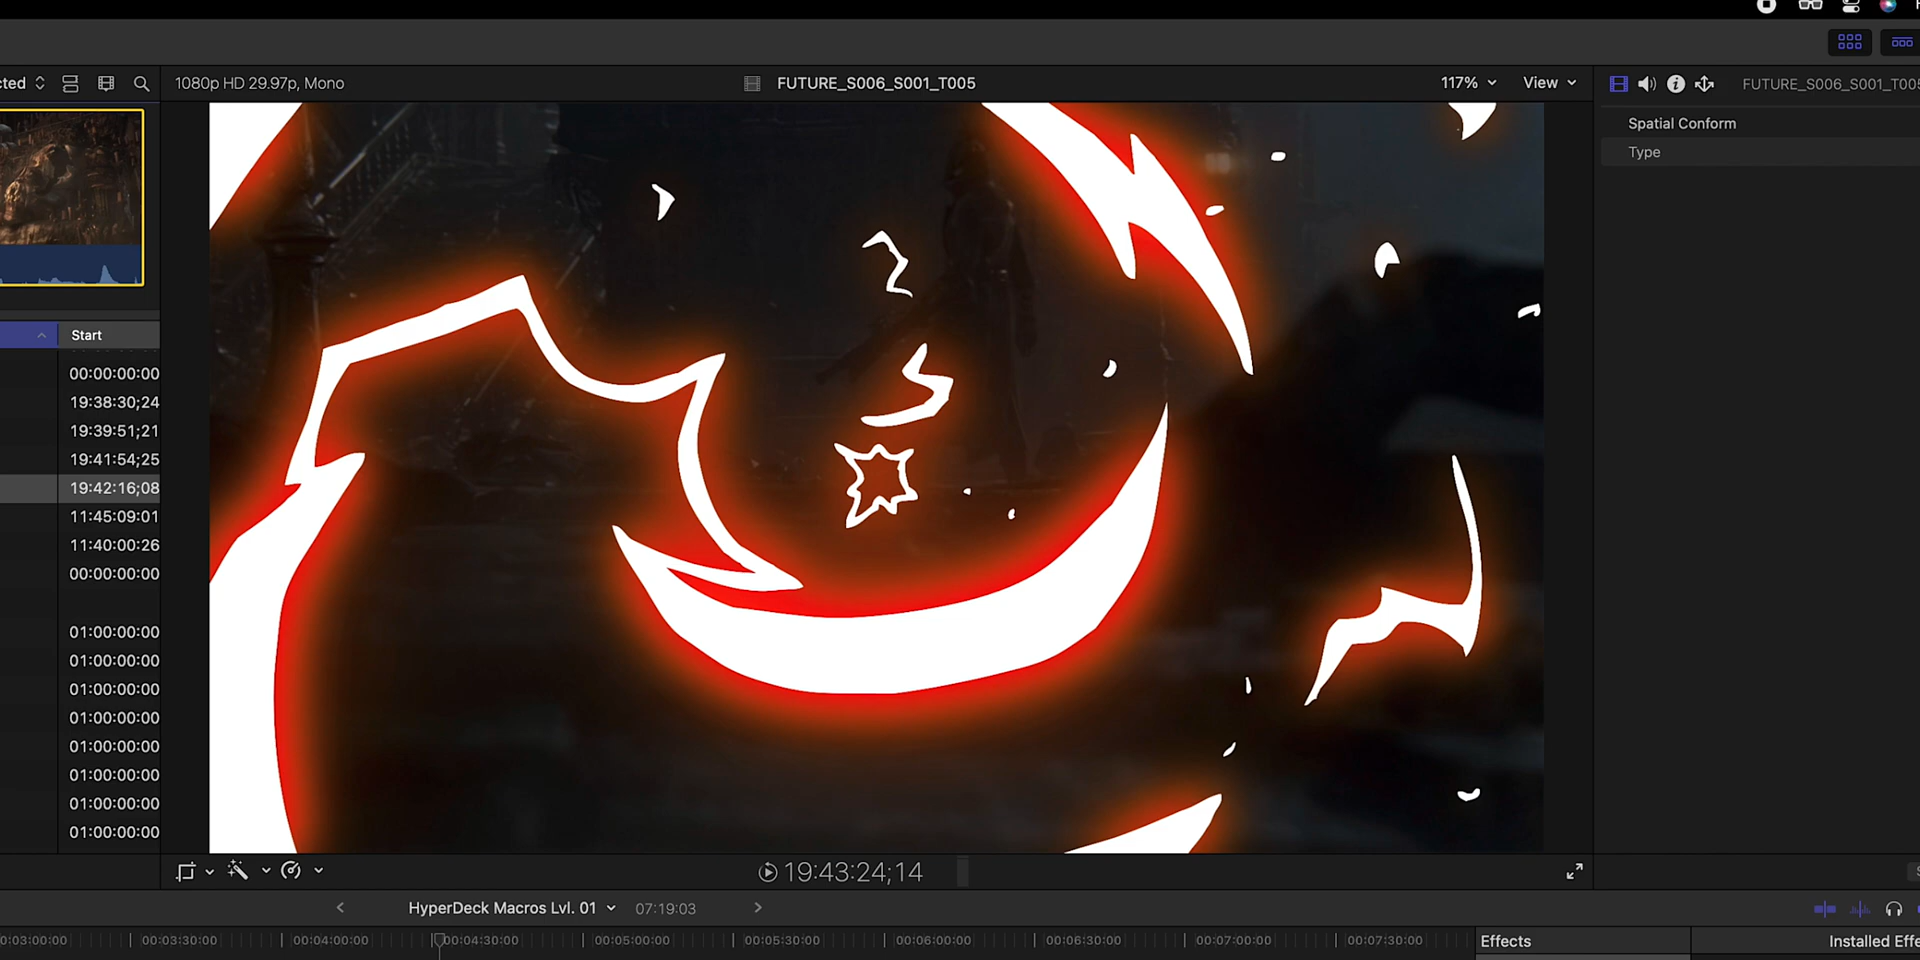 cted
1080p HD 29.97p, Mono
FUTURE_S006_S001_T005
117%
View
FUTURE_S006_S001_T005
Spatial Conform
Type
Start
00:00:00:00
19:38:30;24
19:39:51;21
19:41:54;25
19:42:16;08
11:45:09:01
11:40:00:26
00:00:00:00
01:00:00:00
01:00:00:00
01:00:00:00
01:00:00:00
01:00:00:00
01:00:00:00
01:00:00:00
01:00:00:00
19:43:24;14
HyperDeck Macros Lvl. 01
07:19:03
0:03:00:00
00:03:30:00
00:04:00:00
00:04:30:00
00:05:00:00
00:05:30:00
00:06:00:00
00:06:30:00
00:07:00:00
00:07:30:00
Effects
Installed Effe